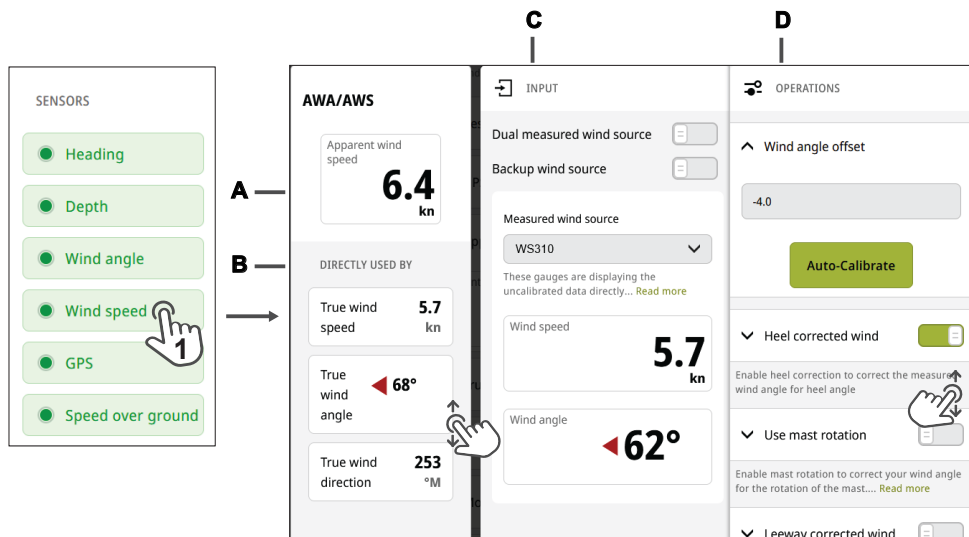 C
D
SENSORS
Heading
Depth
Wind angle
Wind speed
1
GPS
Speed over ground
A
B
AWA/AWS
Apparent wind
speed
6.4
kn
DIRECTLY USED BY
True wind
speed
5.7
kn
True
wind
angle
68°
True wind
direction
253
°M
INPUT
Dual measured wind source
Backup wind source
Measured wind source
WS310
These gauges are displaying the
uncalibrated data directly... Read more
Wind speed
5.7
kn
Wind angle
62°
OPERATIONS
Wind angle offset
-4.0
Auto-Calibrate
Heel corrected wind
Enable heel correction to correct the measured
wind angle for heel angle
Use mast rotation
Enable mast rotation to correct your wind angle
for the rotation of the mast.... Read more
Leeway corrected wind